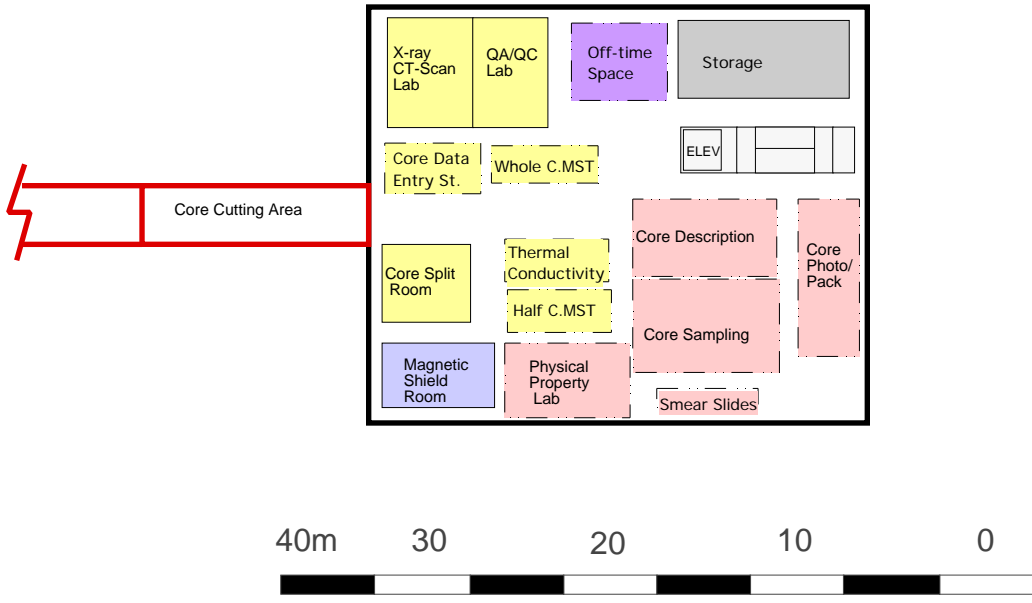 X-ray
CT-Scan
Lab
QA/QC
Lab
Off-time
Space
Storage
ELEV
Core Data
Entry St.
Whole C.MST
Core Cutting Area
Core Description
Core
Photo/
Pack
Core Split
Room
Thermal
Conductivity
Half C.MST
Core Sampling
Magnetic
Shield
Room
Physical
Property
Lab
Smear Slides
40m 30 20 10 0